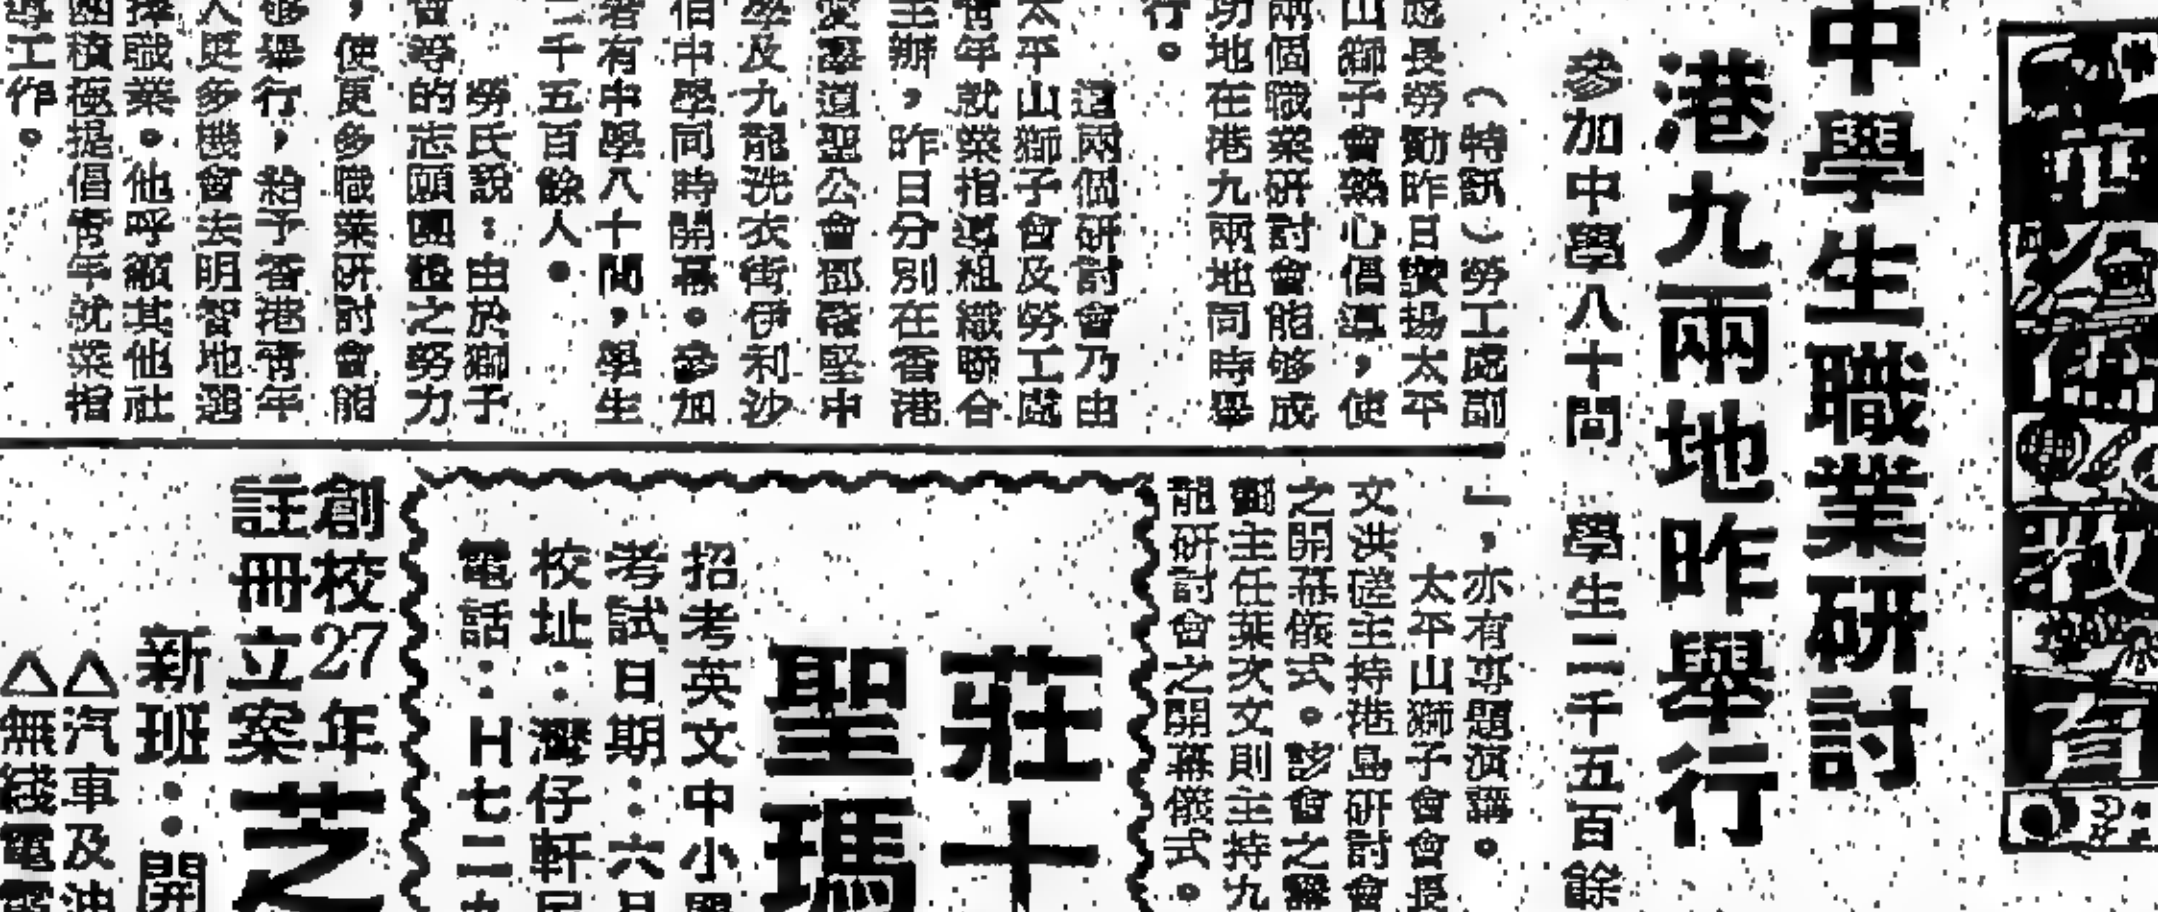 中學生職業研討
港九兩地昨舉行
參加中學八十間 學生二千五百餘
（特訊）勞工處副
處長勞動昨日讚揚太平
山獅子會熱心倡導，使
兩個職業研討會能够成
功地在港九兩地同時舉
行。
這兩個研討會乃由
太平山獅子會及勞工處
青年就業指導組織聯合
主辦，昨日分別在香港
演藝道聖公會鄧肇堅中
學及九龍洗衣街伊利沙
伯中學同時開幕。參加
者有中學八十間，學生
二千五百餘人。
勞氏說：由於獅子
會等的志願團體之努力
，使更多職業研討會能
够舉行，給予香港青年
人更多機會去明智地選
擇職業。他呼籲其他社
團積極提倡青年就業指
導工作。
」，亦有專題演講。
太平山獅子會會長
文洪磋主持港島研討會
之開幕儀式。該會之
主任葉次文則主持九
龍研討會之開幕儀式。
莊十
聖瑪
招考英文中小學
考試日期：六月
校址：灣仔軒尼
電話：H七二九
創校27年
註冊立案
芝
新班：開
△汽車及油
△無綫電